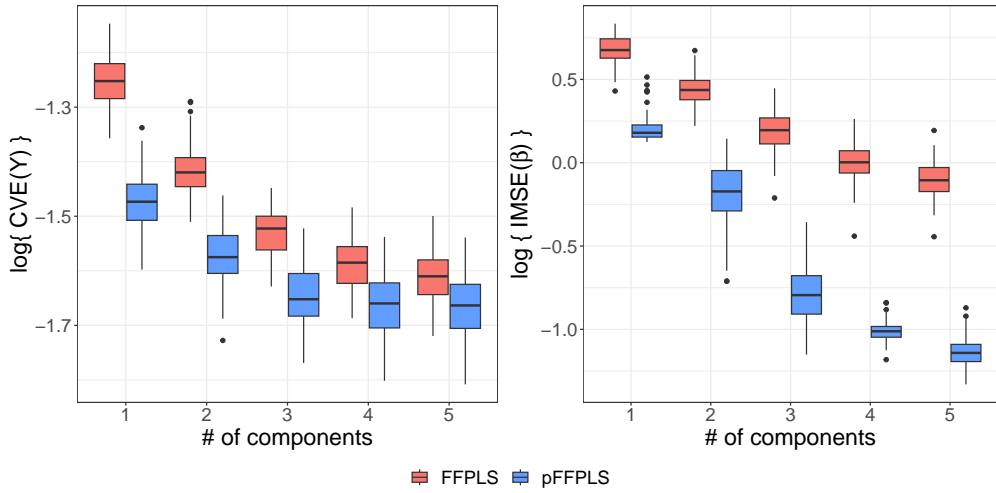 log{ CVE(Y) }
−1.3
−1.5
−1.7
1 2 3 4 5
# of components
log { IMSE(β) }
0.5
0.0
−0.5
−1.0
1 2 3 4 5
# of components
FFPLS pFFPLS